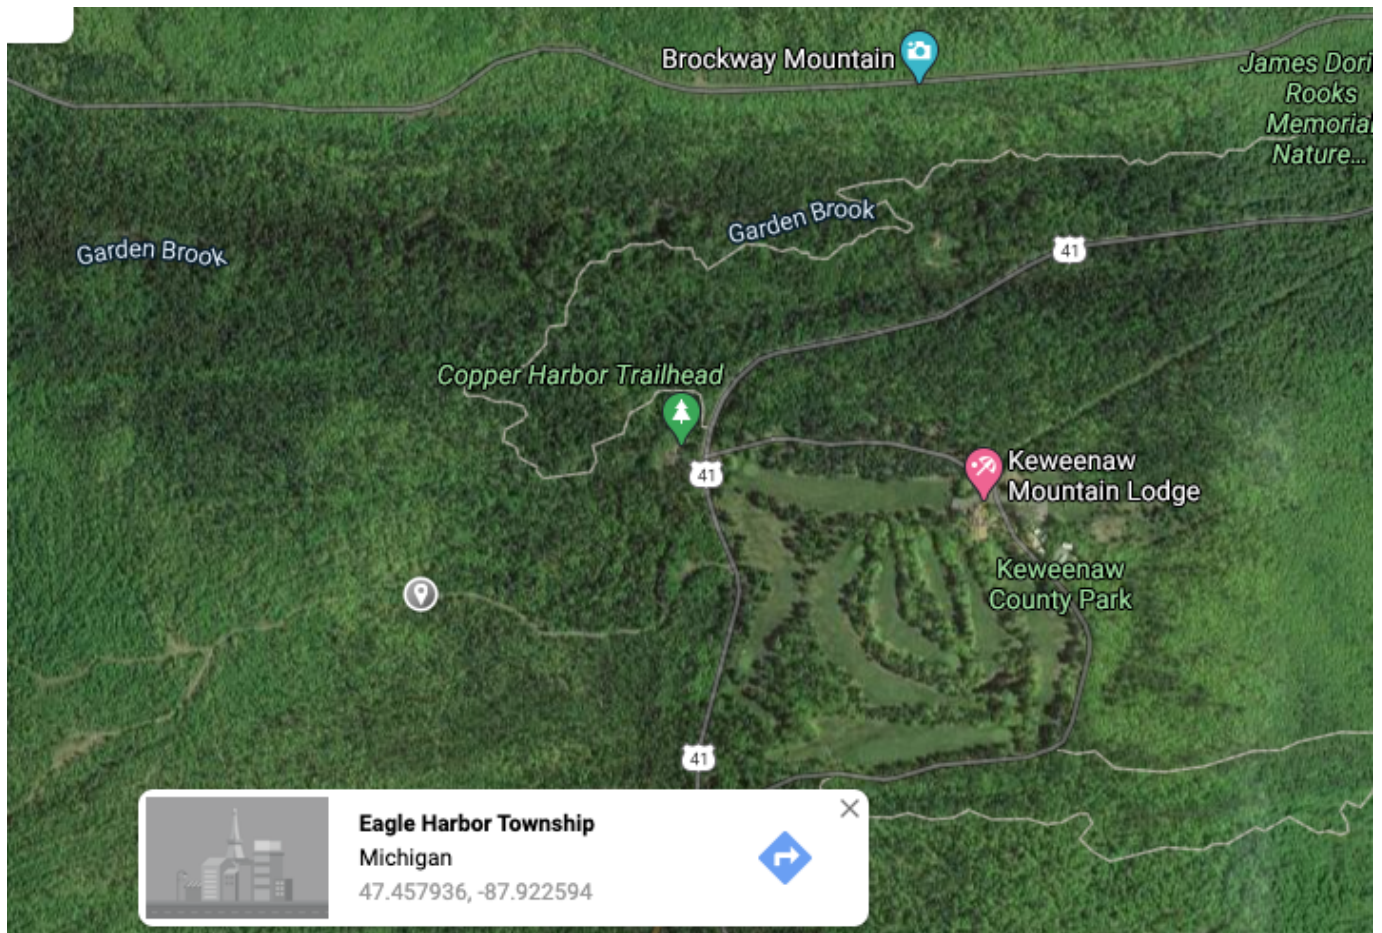 Brockway Mountain
James Dori
Rooks
Memorial
Nature...
Garden Brook
Garden Brook
41
Copper Harbor Trailhead
41
Keweenaw
Mountain Lodge
Keweenaw
County Park
41
Eagle Harbor Township
Michigan
47.457936, -87.922594